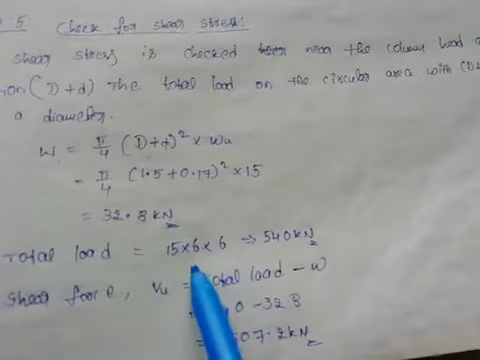 5 Check for shear stress:
shear stress is checked near the column head
(D+d) The total load on the circular area with (D
a diameter.
W = π/4 (D+d)² × Wu
= π/4 (1.5+0.17)² × 15
= 32.8 kN
Total load = 15×6×6 ⇒ 540 kN
Shear force, Vu = total load - W
0 - 32.8
507.2 kN